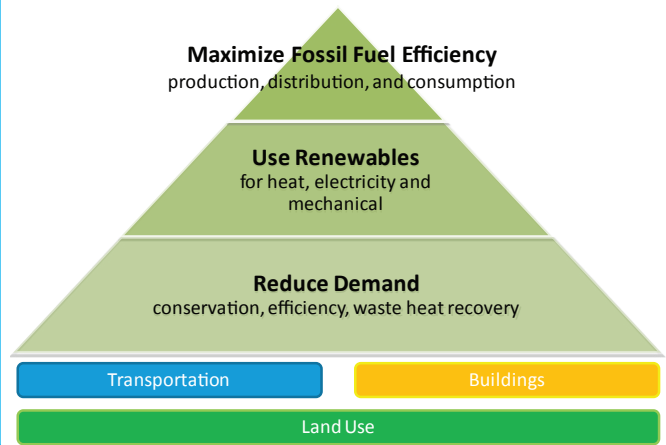 Maximize Fossil Fuel Efficiency
production, distribution, and consumption
Use Renewables
for heat, electricity and
mechanical
Reduce Demand
conservation, efficiency, waste heat recovery
Transportation
Buildings
Land Use